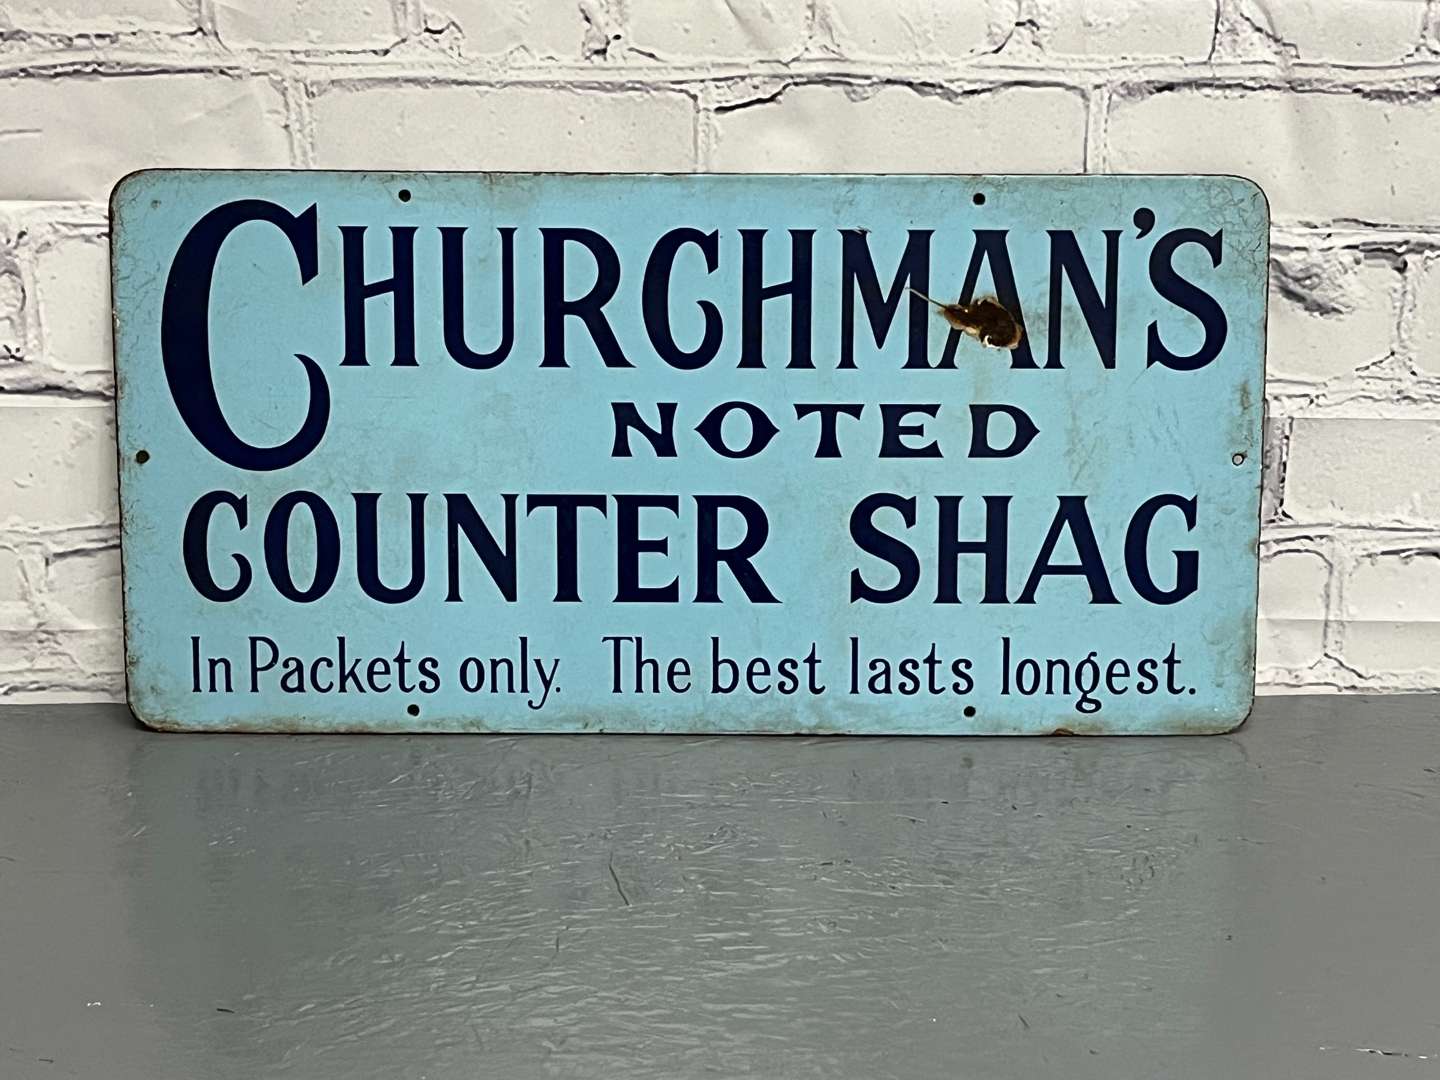 CHURCHMAN'S
NOTED
COUNTER SHAG
In Packets only. The best lasts longest.